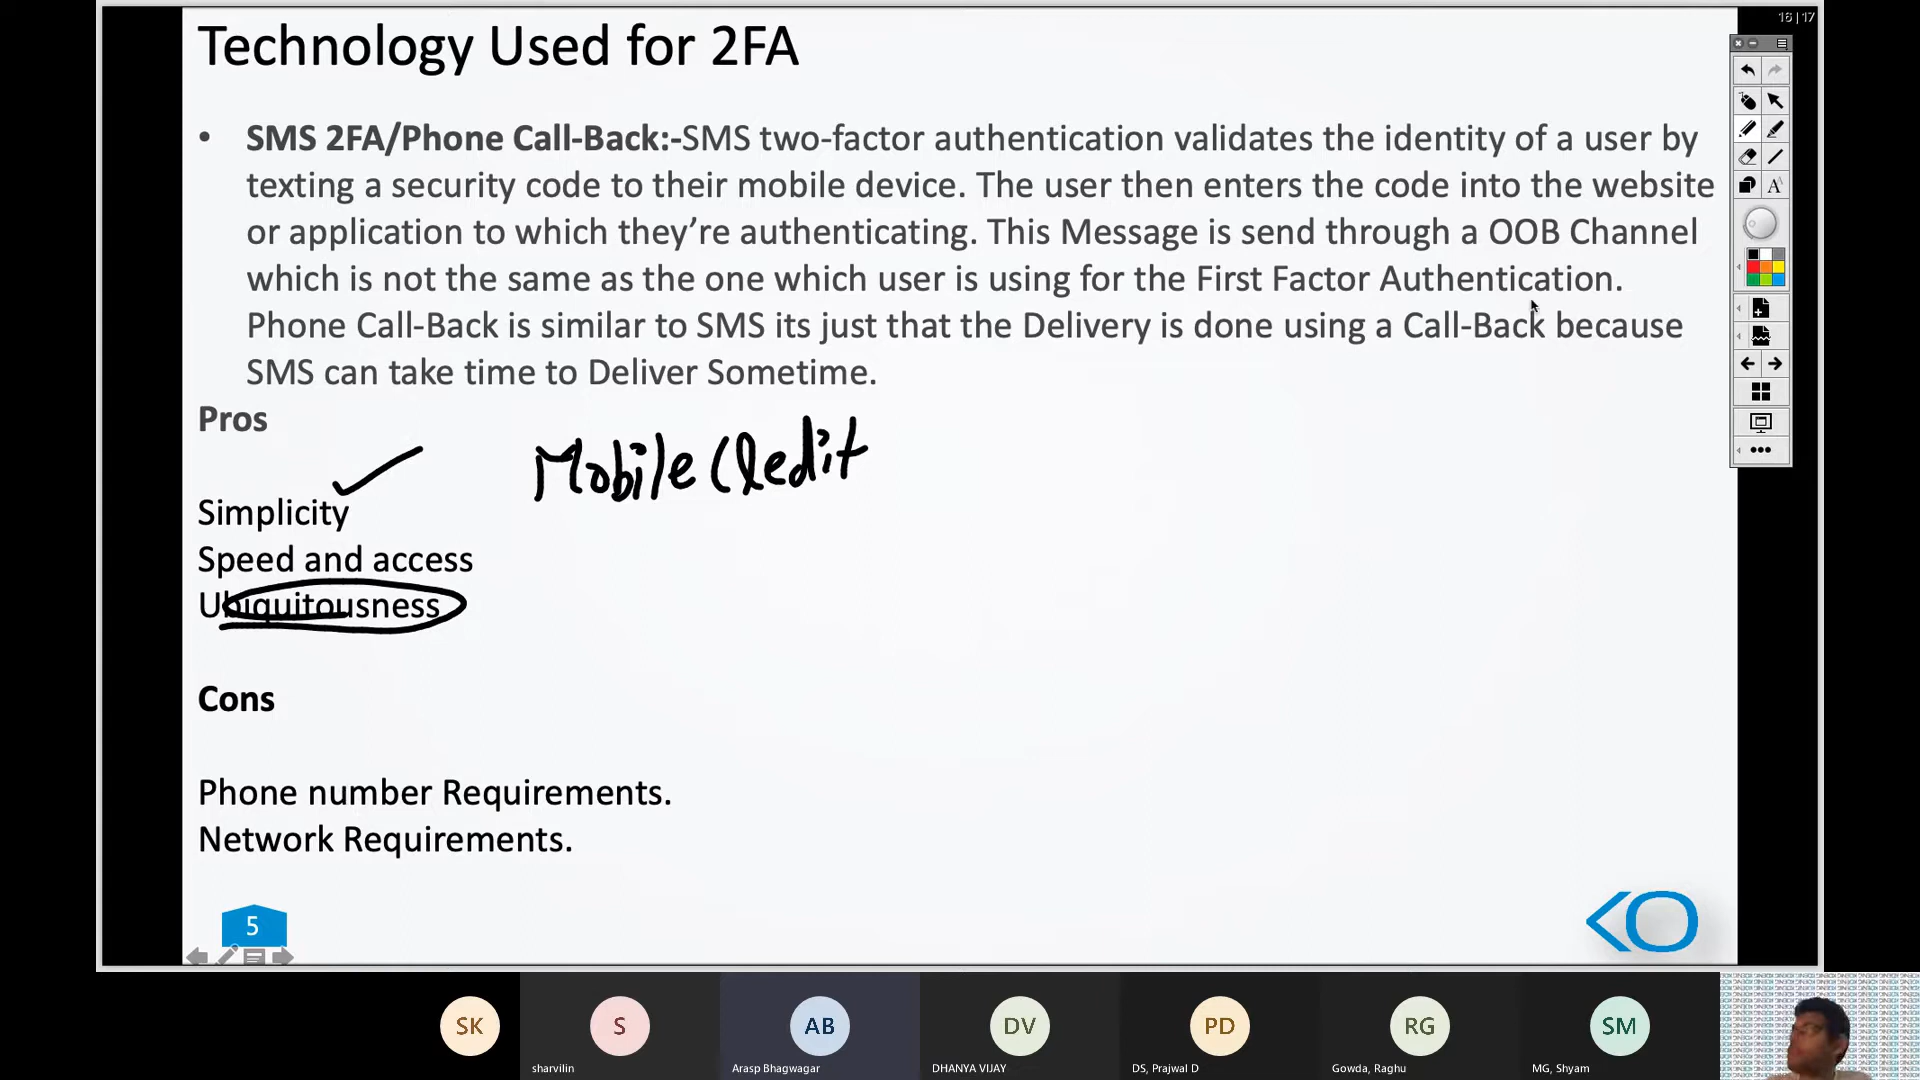 16|17
Technology Used for 2FA
• SMS 2FA/Phone Call-Back:-SMS two-factor authentication validates the identity of a user by
texting a security code to their mobile device. The user then enters the code into the website
or application to which they’re authenticating. This Message is send through a OOB Channel
which is not the same as the one which user is using for the First Factor Authentication.
Phone Call-Back is similar to SMS its just that the Delivery is done using a Call-Back because
SMS can take time to Deliver Sometime.
Pros
Mobile Credit
Simplicity
Speed and access
Ubiquitousness
Cons
Phone number Requirements.
Network Requirements.
5
SK
S
AB
DV
PD
RG
SM
sharvilin
Arasp Bhagwagar
DHANYA VIJAY
DS, Prajwal D
Gowda, Raghu
MG, Shyam